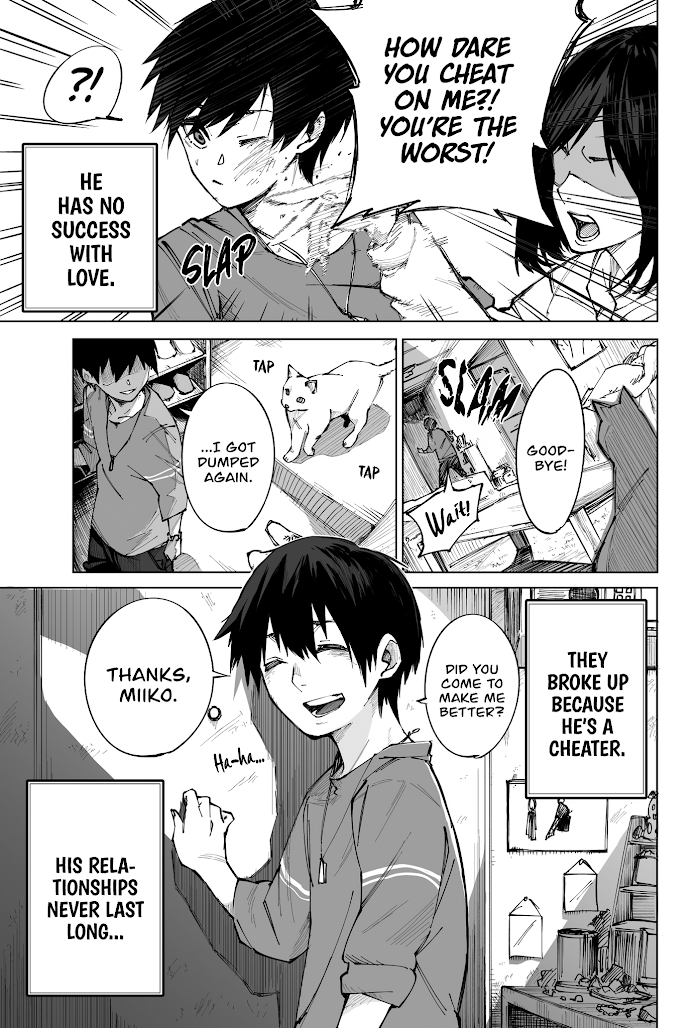 HOW DARE
YOU CHEAT
ON ME?!
YOU'RE THE
WORST!
?!
SLAP
HE
HAS NO
SUCCESS
WITH
LOVE.
SLAM
GOOD-
BYE!
Wait!
TAP
TAP
...I GOT
DUMPED
AGAIN.
THEY
BROKE UP
BECAUSE
HE'S A
CHEATER.
DID YOU
COME TO
MAKE ME
BETTER?
THANKS,
MIIKO.
Ha-ha...
HIS RELA-
TIONSHIPS
NEVER LAST
LONG...